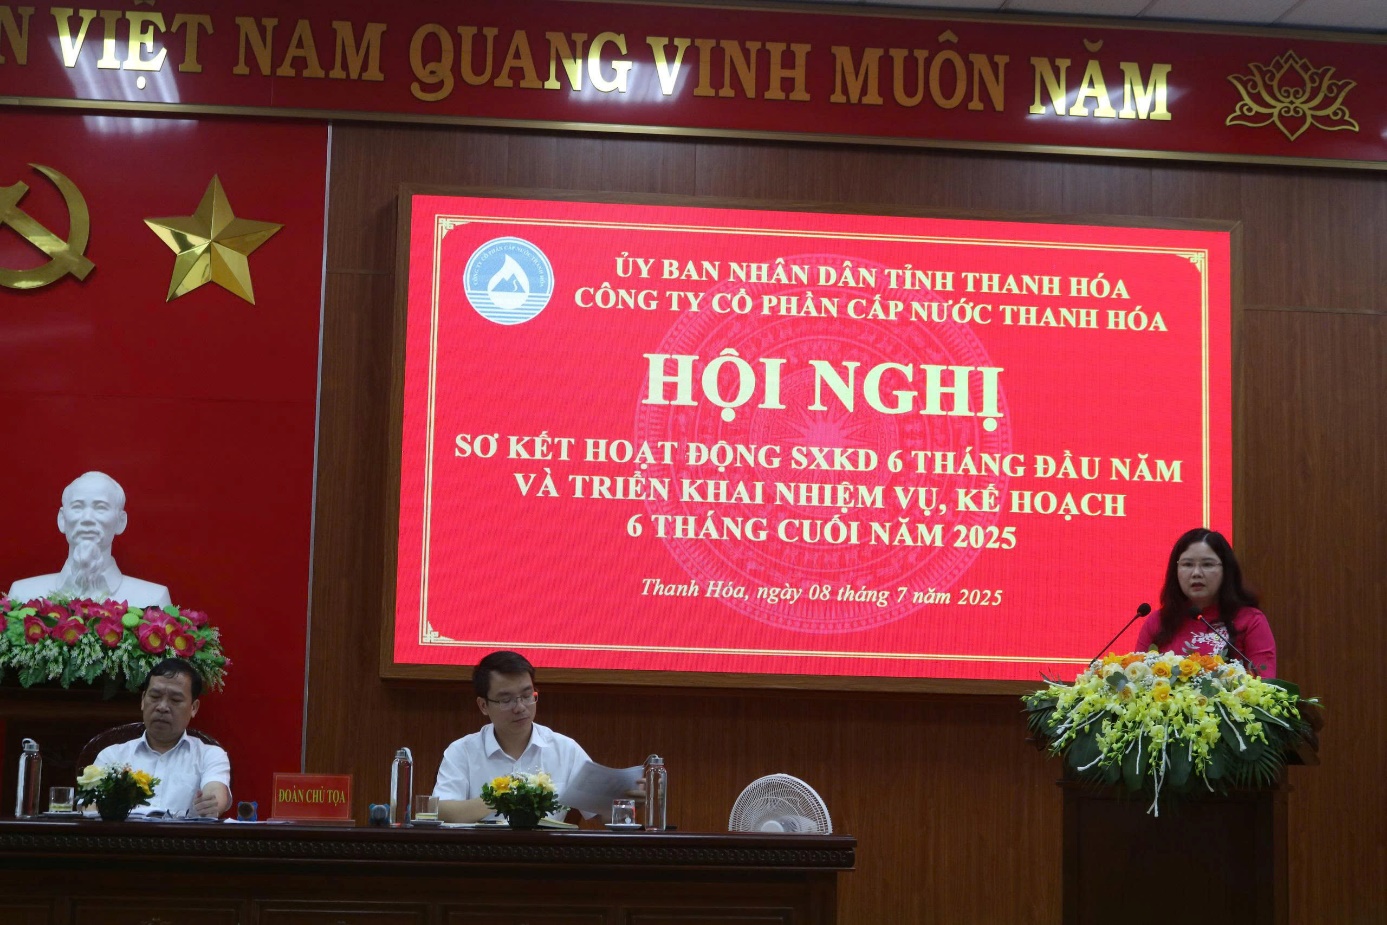 VIỆT NAM QUANG VINH MUÔN NĂM
ỦY BAN NHÂN DÂN TỈNH THANH HÓA
CÔNG TY CỔ PHẦN CẤP NƯỚC THANH HÓA
HỘI NGHỊ
SƠ KẾT HOẠT ĐỘNG SXKD 6 THÁNG ĐẦU NĂM
VÀ TRIỂN KHAI NHIỆM VỤ, KẾ HOẠCH
6 THÁNG CUỐI NĂM 2025
Thanh Hóa, ngày 08 tháng 7 năm 2025
ĐOÀN CHỦ TỌA